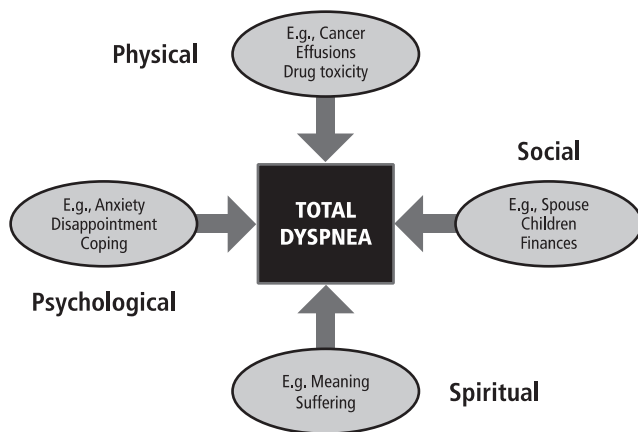 Physical
E.g., Cancer
Effusions
Drug toxicity
Social
E.g., Anxiety
Disappointment
Coping
TOTAL
DYSPNEA
E.g., Spouse
Children
Finances
Psychological
E.g. Meaning
Suffering
Spiritual